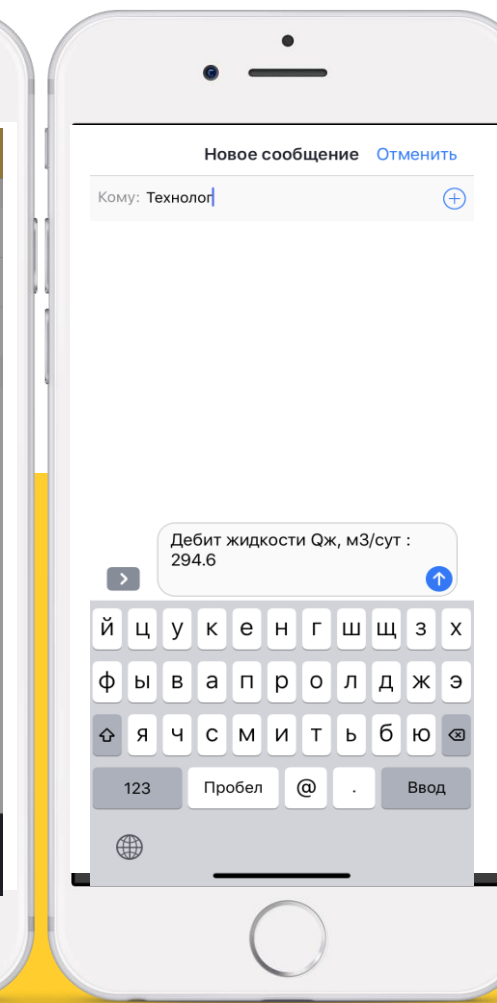 Новое сообщение Отменить
Кому: Технолог
Дебит жидкости Qж, м3/сут :
294.6
й ц у к е н г ш щ з х
ф ы в а п р о л д ж э
я ч с м и т ь б ю
123 Пробел @ . Ввод